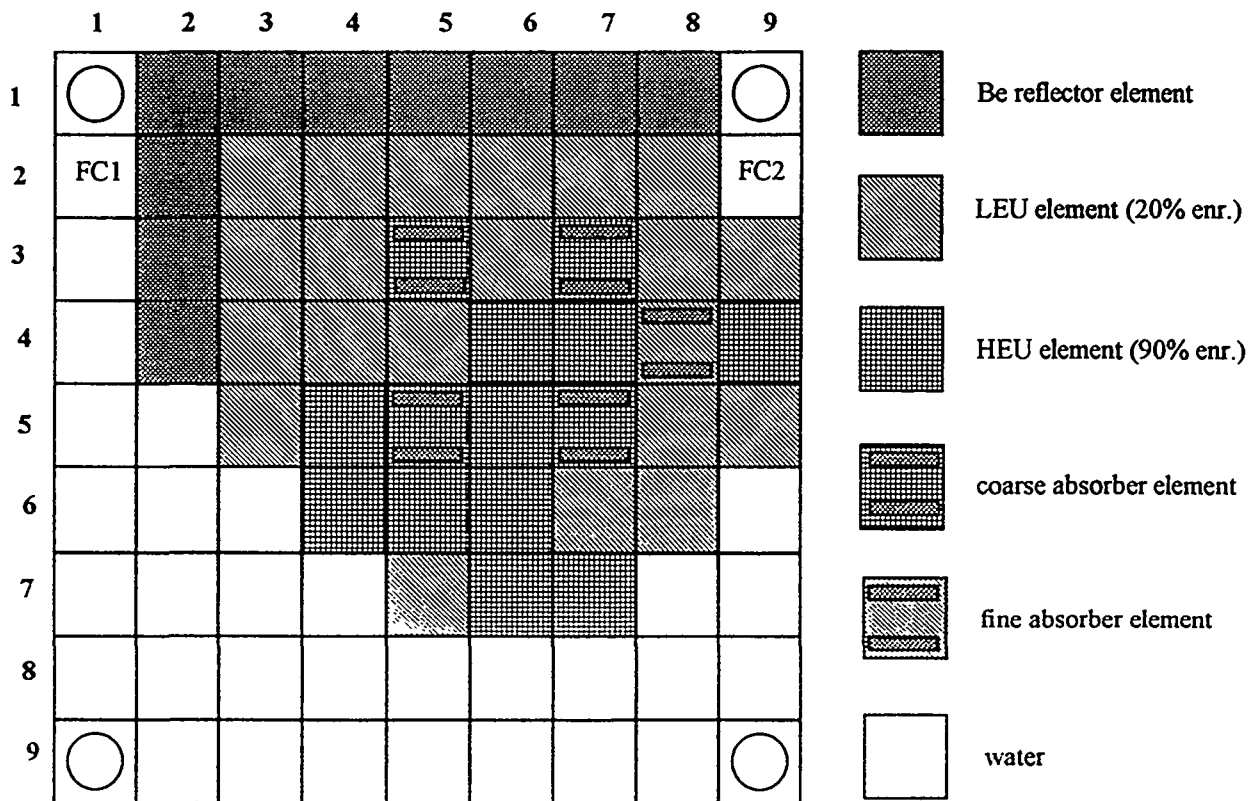 1 2 3 4 5 6 7 8 9
1
Be reflector element
2 FC1 FC2
LEU element (20% enr.)
3
4
HEU element (90% enr.)
5
6
coarse absorber element
7
fine absorber element
8
9
water